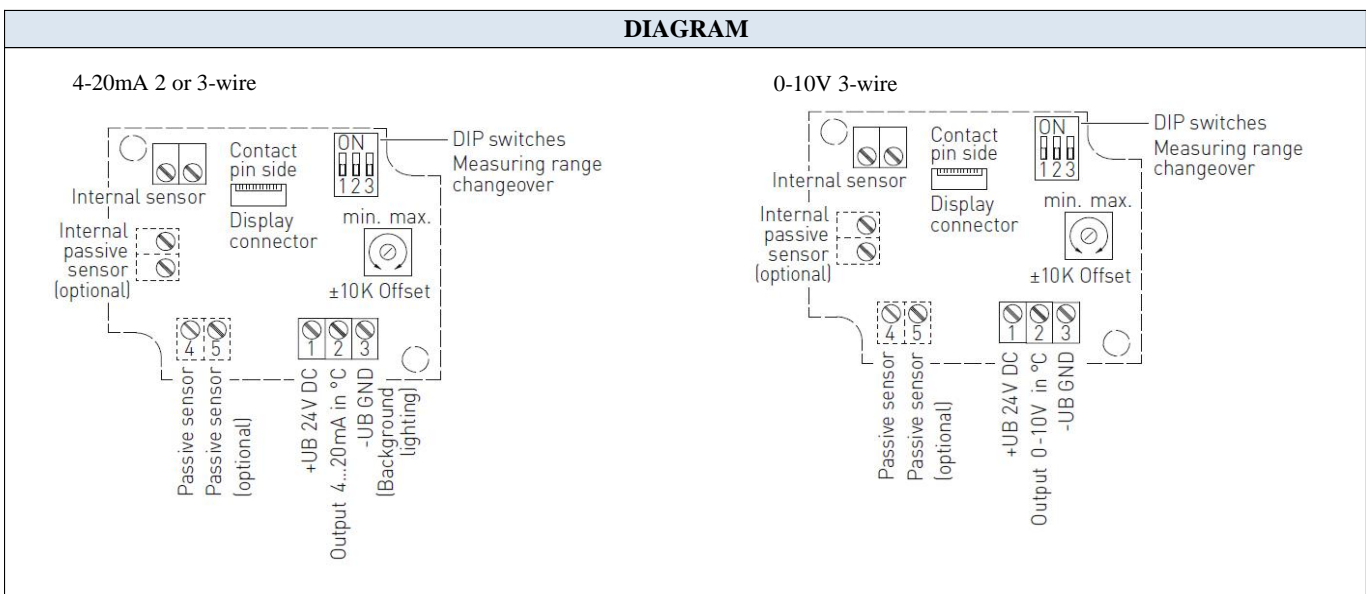 DIAGRAM
4-20mA 2 or 3-wire
ON
1 2 3
DIP switches
Measuring range
changeover
Contact
pin side
Internal sensor
Display
connector
min. max.
±10K Offset
Internal
passive
sensor
(optional)
4
5
1
2
3
Passive sensor
Passive sensor
(optional)
+UB 24V DC
Output 4...20mA in °C
-UB GND
(Background
lighting)
0-10V 3-wire
ON
1 2 3
DIP switches
Measuring range
changeover
Contact
pin side
Internal sensor
Display
connector
min. max.
±10K Offset
Internal
passive
sensor
(optional)
4
5
1
2
3
Passive sensor
Passive sensor
(optional)
+UB 24V DC
Output 0-10V in °C
-UB GND